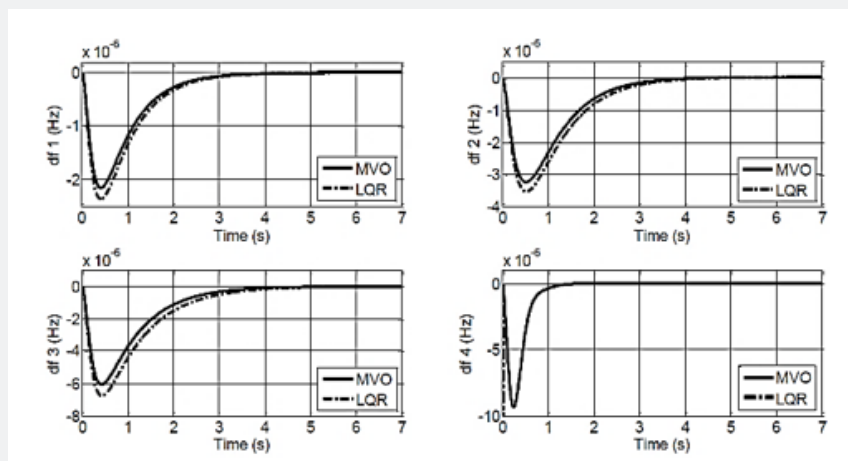 x 10⁻⁶
0
-1
-2
df 1 (Hz)
MVO
LQR
0 1 2 3 4 5 6 7
Time (s)
x 10⁻⁶
0
-1
-2
-3
-4
df 2 (Hz)
MVO
LQR
0 1 2 3 4 5 6 7
Time (s)
x 10⁻⁶
0
-2
-4
-6
-8
df 3 (Hz)
MVO
LQR
0 1 2 3 4 5 6 7
Time (s)
x 10⁻⁶
0
-5
-10
df 4 (Hz)
MVO
LQR
0 1 2 3 4 5 6 7
Time (s)